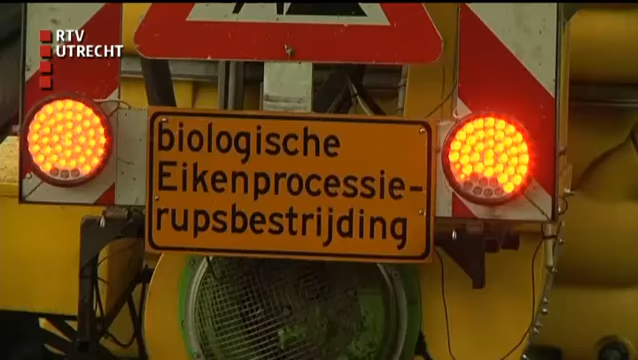 RTV
UTRECHT
biologische
Eikenprocessie-
rupsbestrijding